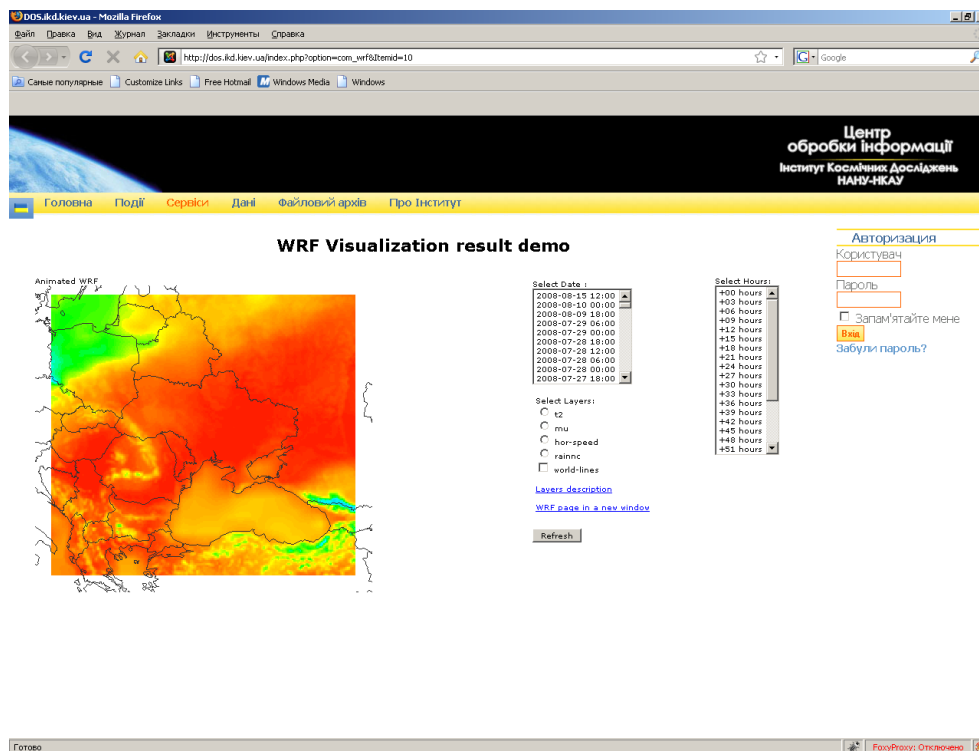 DOS.ikd.kiev.ua - Mozilla Firefox
Файл Правка Вид Журнал Закладки Инструменты Справка
http://dos.ikd.kiev.ua/index.php?option=com_wrf&Itemid=10
Google
Самые популярные Customize Links Free Hotmail Windows Media Windows
Центр
обробки інформації
Інститут Космічних Досліджень
НАНУ-НКАУ
Головна Події Сервіси Дані Файловий архів Про Інститут
WRF Visualization result demo
Авторизация
Користувач
Пароль
Запам'ятайте мене
Вхід
Забули пароль?
Animated WRF
Select Date :
2008-08-15 12:00
2008-08-10 00:00
2008-08-09 18:00
2008-07-29 06:00
2008-07-29 00:00
2008-07-28 18:00
2008-07-28 12:00
2008-07-28 06:00
2008-07-28 00:00
2008-07-27 18:00
Select Layers:
t2
mu
hor-speed
rainnc
world-lines
Layers description
WRF page in a new window
Refresh
Select Hours:
+00 hours
+03 hours
+06 hours
+09 hours
+12 hours
+15 hours
+18 hours
+21 hours
+24 hours
+27 hours
+30 hours
+33 hours
+36 hours
+39 hours
+42 hours
+45 hours
+48 hours
+51 hours
Готово
FoxyProxy: Отключено